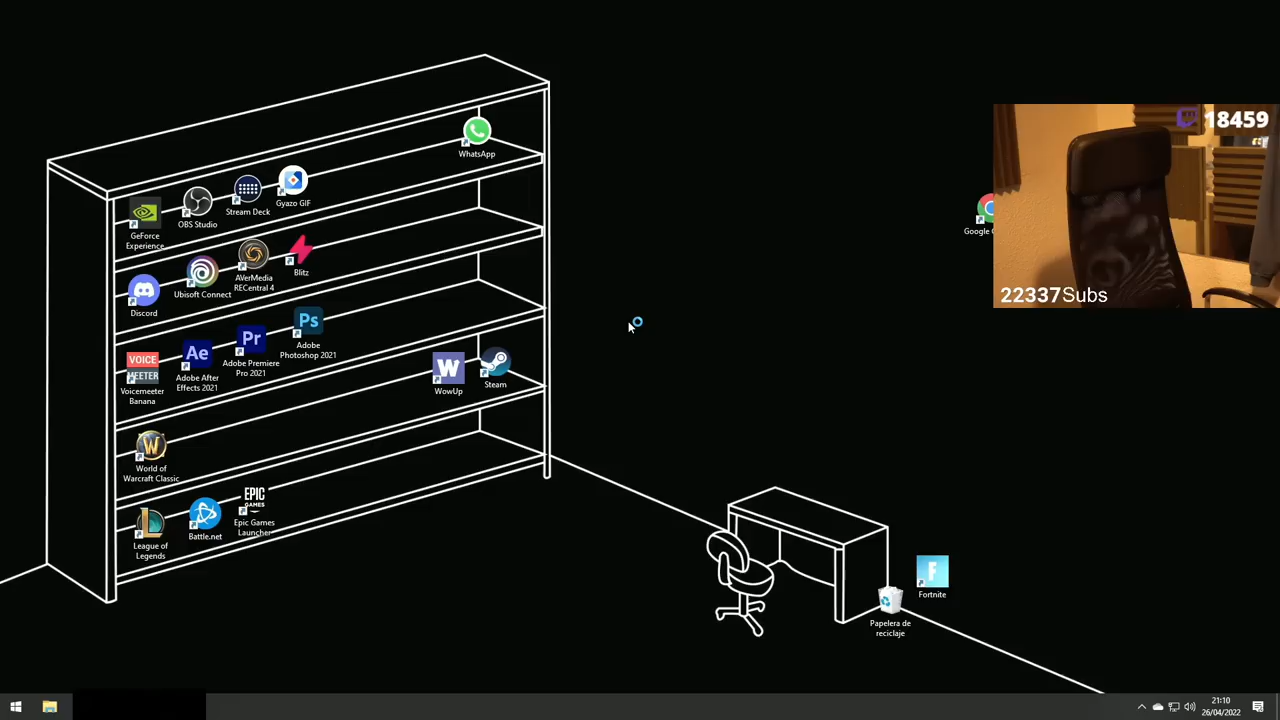 18459
22337Subs
WhatsApp
Gyazo GIF
Stream Deck
OBS Studio
GeForce
Experience
Blitz
AVerMedia
RECentral 4
Ubisoft Connect
Discord
Ps
Adobe
Photoshop 2021
Pr
Adobe Premiere
Pro 2021
Ae
Adobe After
Effects 2021
VOICE
MEETER
Voicemeeter
Banana
W
WowUp
Steam
W
World of
Warcraft Classic
L
League of
Legends
Battle.net
EPIC
GAMES
Epic Games
Launcher
Google
F
Fortnite
Papelera de
reciclaje
21:10
26/04/2022